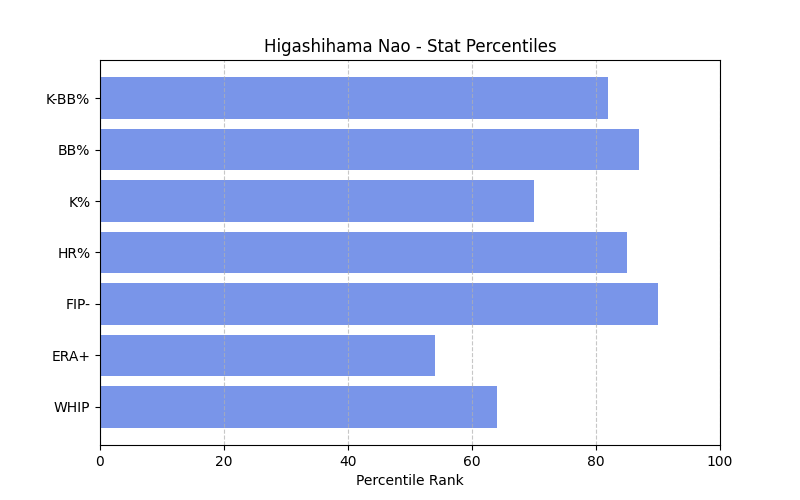 Higashihama Nao - Stat Percentiles
K-BB%
BB%
K%
HR%
FIP-
ERA+
WHIP
0 20 40 60 80 100
Percentile Rank